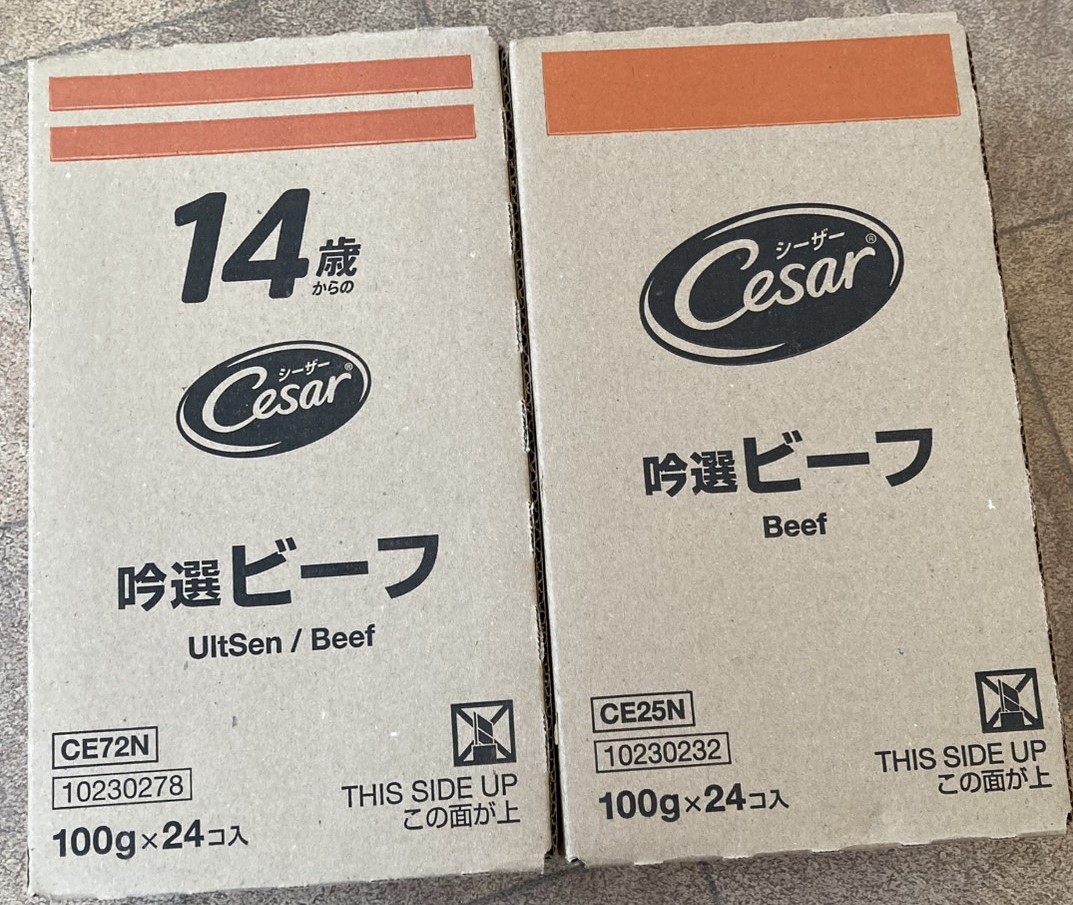 14歳
からの
シーザー
Cesar®
吟選ビーフ
UltSen / Beef
CE72N
10230278
100g×24コ入
THIS SIDE UP
この面が上
シーザー
Cesar®
吟選ビーフ
Beef
CE25N
10230232
100g×24コ入
THIS SIDE UP
この面が上